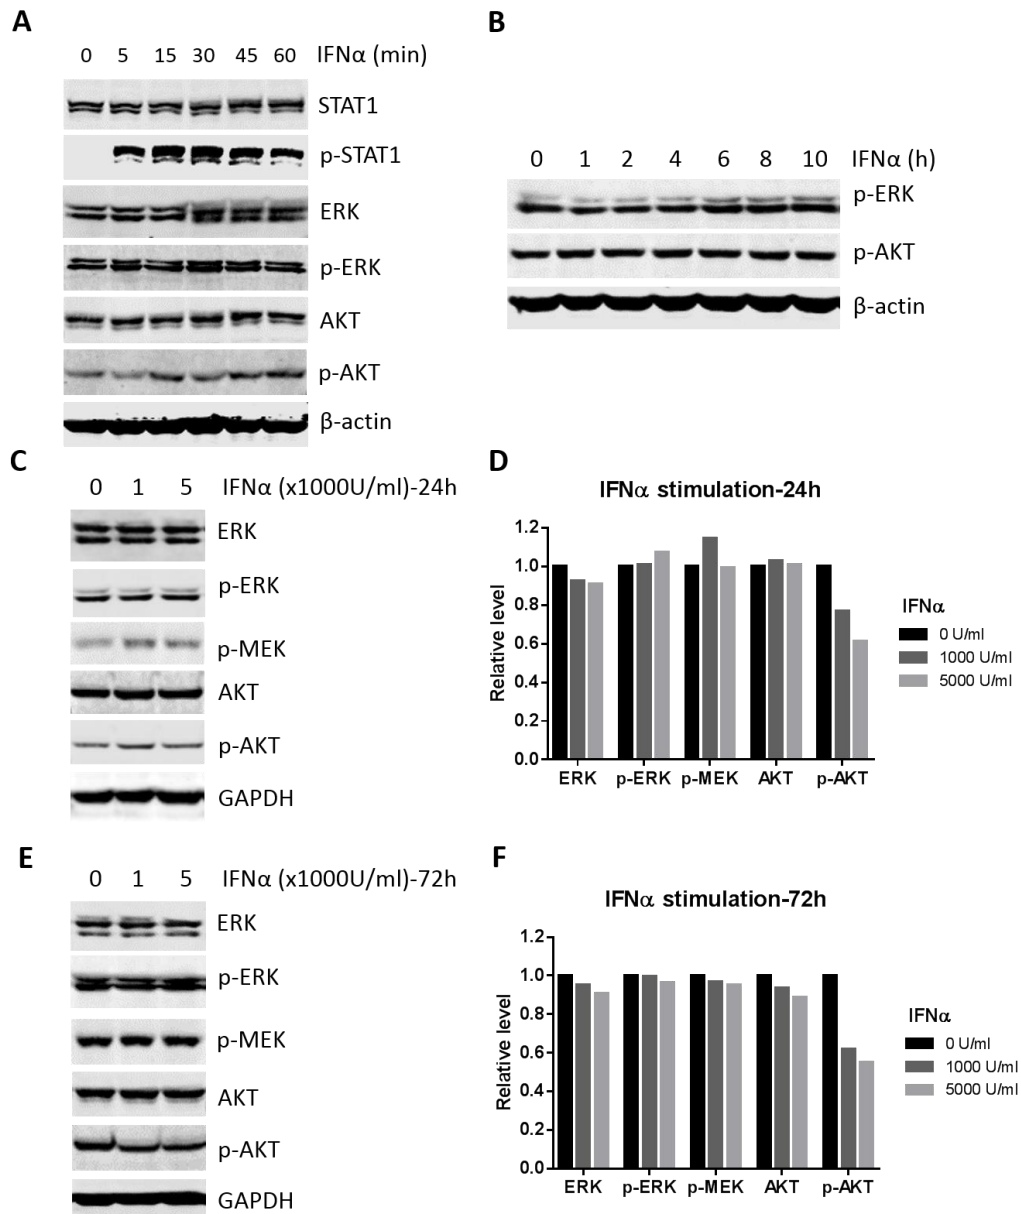 A
0 5 15 30 45 60 IFNα (min)
STAT1
p-STAT1
ERK
p-ERK
AKT
p-AKT
β-actin
B
0 1 2 4 6 8 10 IFNα (h)
p-ERK
p-AKT
β-actin
C
0 1 5 IFNα (x1000U/ml)-24h
ERK
p-ERK
p-MEK
AKT
p-AKT
GAPDH
D
IFNα stimulation-24h
Relative level
1.2
1.0
0.8
0.6
0.4
0.2
0.0
ERK p-ERK p-MEK AKT p-AKT
IFNα
0 U/ml
1000 U/ml
5000 U/ml
E
0 1 5 IFNα (x1000U/ml)-72h
ERK
p-ERK
p-MEK
AKT
p-AKT
GAPDH
F
IFNα stimulation-72h
Relative level
1.2
1.0
0.8
0.6
0.4
0.2
0.0
ERK p-ERK p-MEK AKT p-AKT
IFNα
0 U/ml
1000 U/ml
5000 U/ml